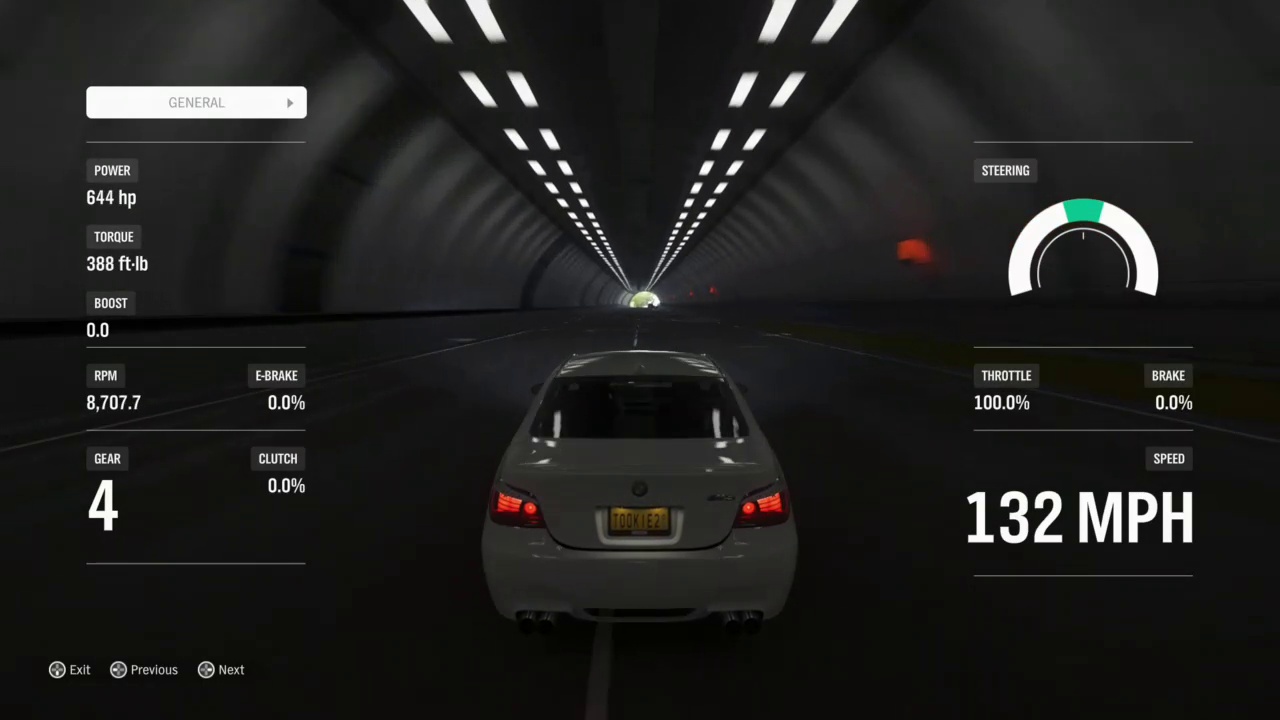 GENERAL
POWER
644 hp
TORQUE
388 ft·lb
BOOST
0.0
RPM
E-BRAKE
8,707.7
0.0%
GEAR
CLUTCH
4
0.0%
STEERING
THROTTLE
BRAKE
100.0%
0.0%
SPEED
132 MPH
TOOKIE2
Exit
Previous
Next